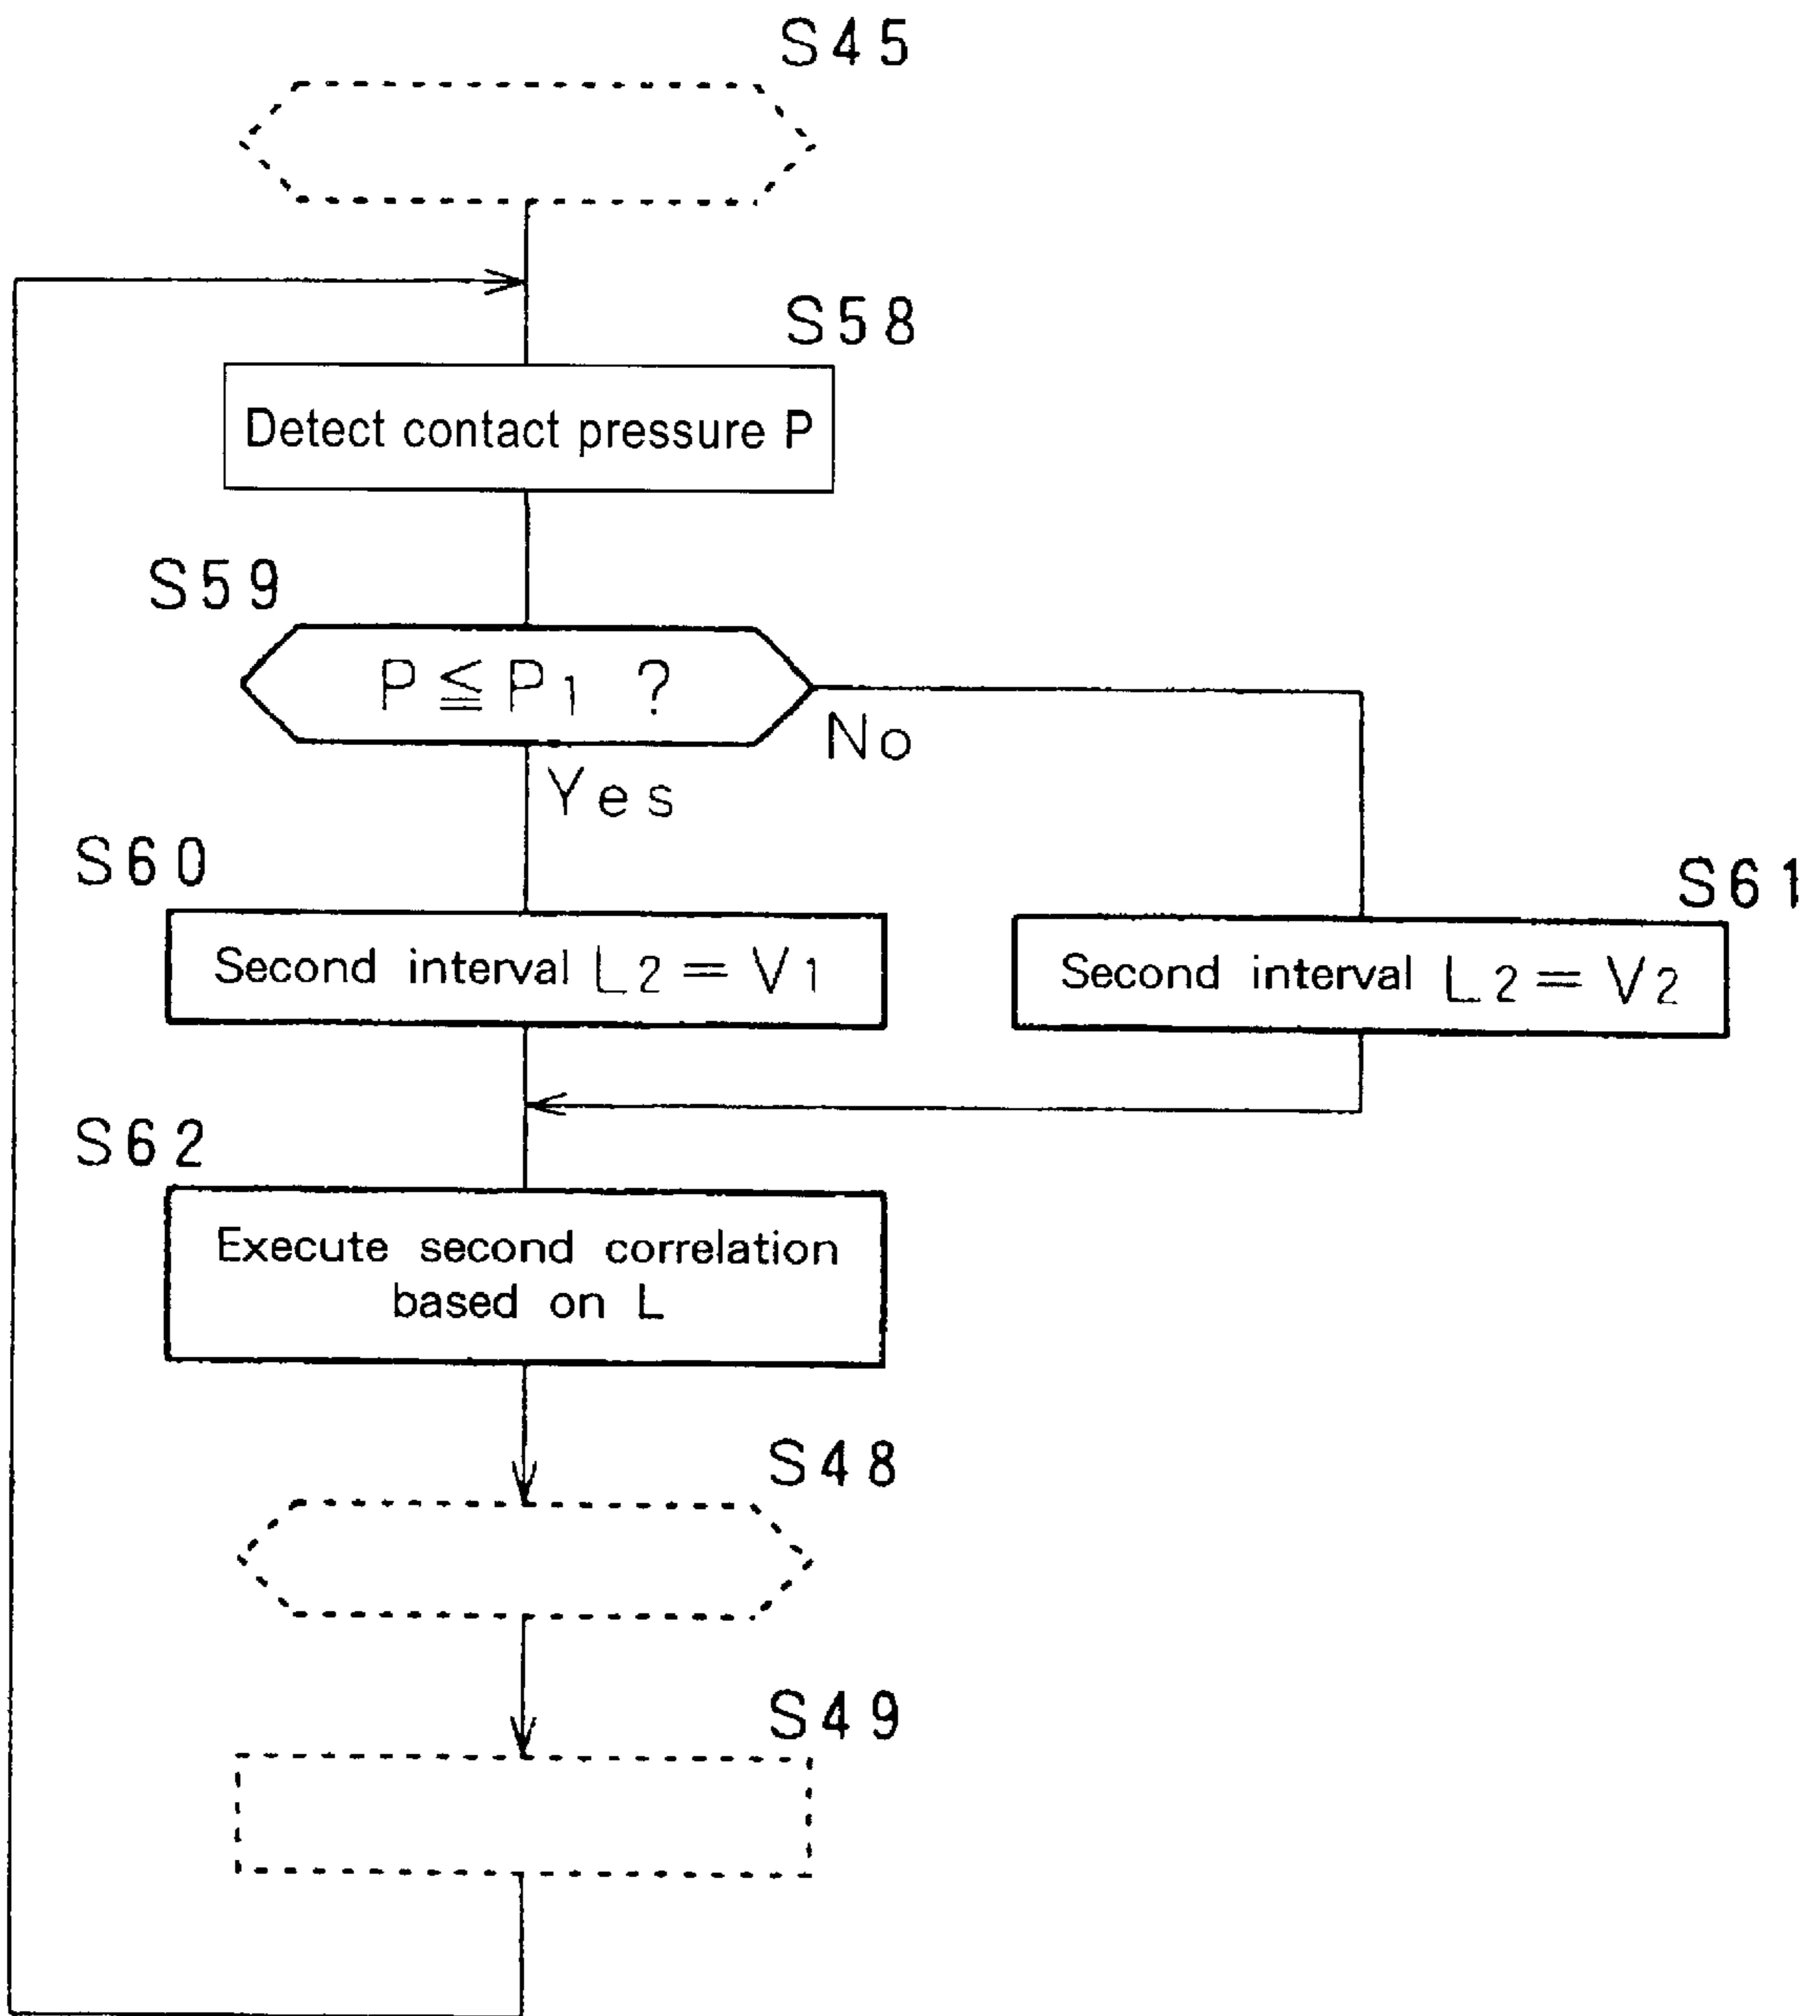 S45
S58
Detect contact pressure P
S59
P ≦ P1 ?
No
Yes
S60
S61
Second interval L2 = V1
Second interval L2 = V2
S62
Execute second correlation
based on L
S48
S49